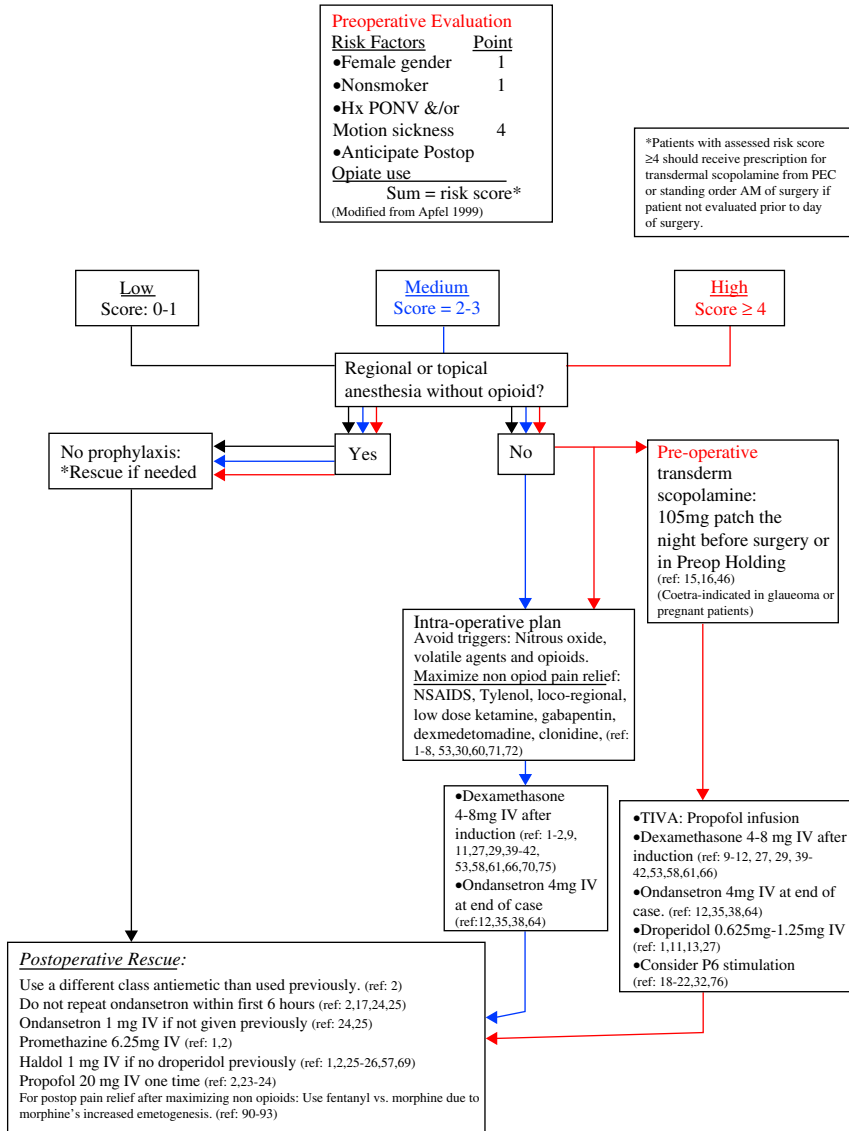 Preoperative Evaluation
Risk Factors Point
•Female gender 1
•Nonsmoker 1
•Hx PONV &/or
Motion sickness 4
•Anticipate Postop
Opiate use
Sum = risk score*
(Modified from Apfel 1999)
*Patients with assessed risk score
≥4 should receive prescription for
transdermal scopolamine from PEC
or standing order AM of surgery if
patient not evaluated prior to day
of surgery.
Low
Score: 0-1
Medium
Score = 2-3
High
Score ≥ 4
Regional or topical
anesthesia without opioid?
No prophylaxis:
*Rescue if needed
Yes
No
Pre-operative
transderm
scopolamine:
105mg patch the
night before surgery or
in Preop Holding
(ref: 15,16,46)
(Coetra-indicated in glaueoma or
pregnant patients)
Intra-operative plan
Avoid triggers: Nitrous oxide,
volatile agents and opioids.
Maximize non opiod pain relief:
NSAIDS, Tylenol, loco-regional,
low dose ketamine, gabapentin,
dexmedetomadine, clonidine, (ref:
1-8, 53,30,60,71,72)
•Dexamethasone
4-8mg IV after
induction (ref: 1-2,9,
11,27,29,39-42,
53,58,61,66,70,75)
•Ondansetron 4mg IV
at end of case
(ref:12,35,38,64)
•TIVA: Propofol infusion
•Dexamethasone 4-8 mg IV after
induction (ref: 9-12, 27, 29, 39-
42,53,58,61,66)
•Ondansetron 4mg IV at end of
case. (ref: 12,35,38,64)
•Droperidol 0.625mg-1.25mg IV
(ref: 1,11,13,27)
•Consider P6 stimulation
(ref: 18-22,32,76)
Postoperative Rescue:
Use a different class antiemetic than used previously. (ref: 2)
Do not repeat ondansetron within first 6 hours (ref: 2,17,24,25)
Ondansetron 1 mg IV if not given previously (ref: 24,25)
Promethazine 6.25mg IV (ref: 1,2)
Haldol 1 mg IV if no droperidol previously (ref: 1,2,25-26,57,69)
Propofol 20 mg IV one time (ref: 2,23-24)
For postop pain relief after maximizing non opioids: Use fentanyl vs. morphine due to
morphine's increased emetogenesis. (ref: 90-93)